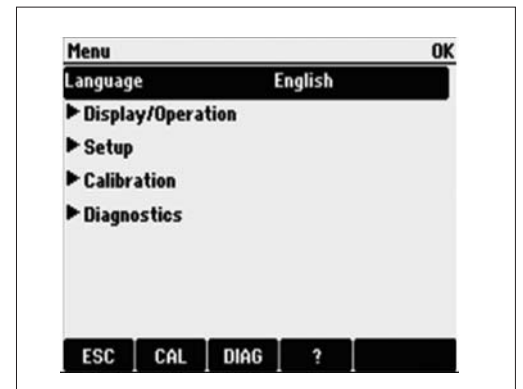 Menu OK
Language English
▶ Display/Operation
▶ Setup
▶ Calibration
▶ Diagnostics
ESC CAL DIAG ?